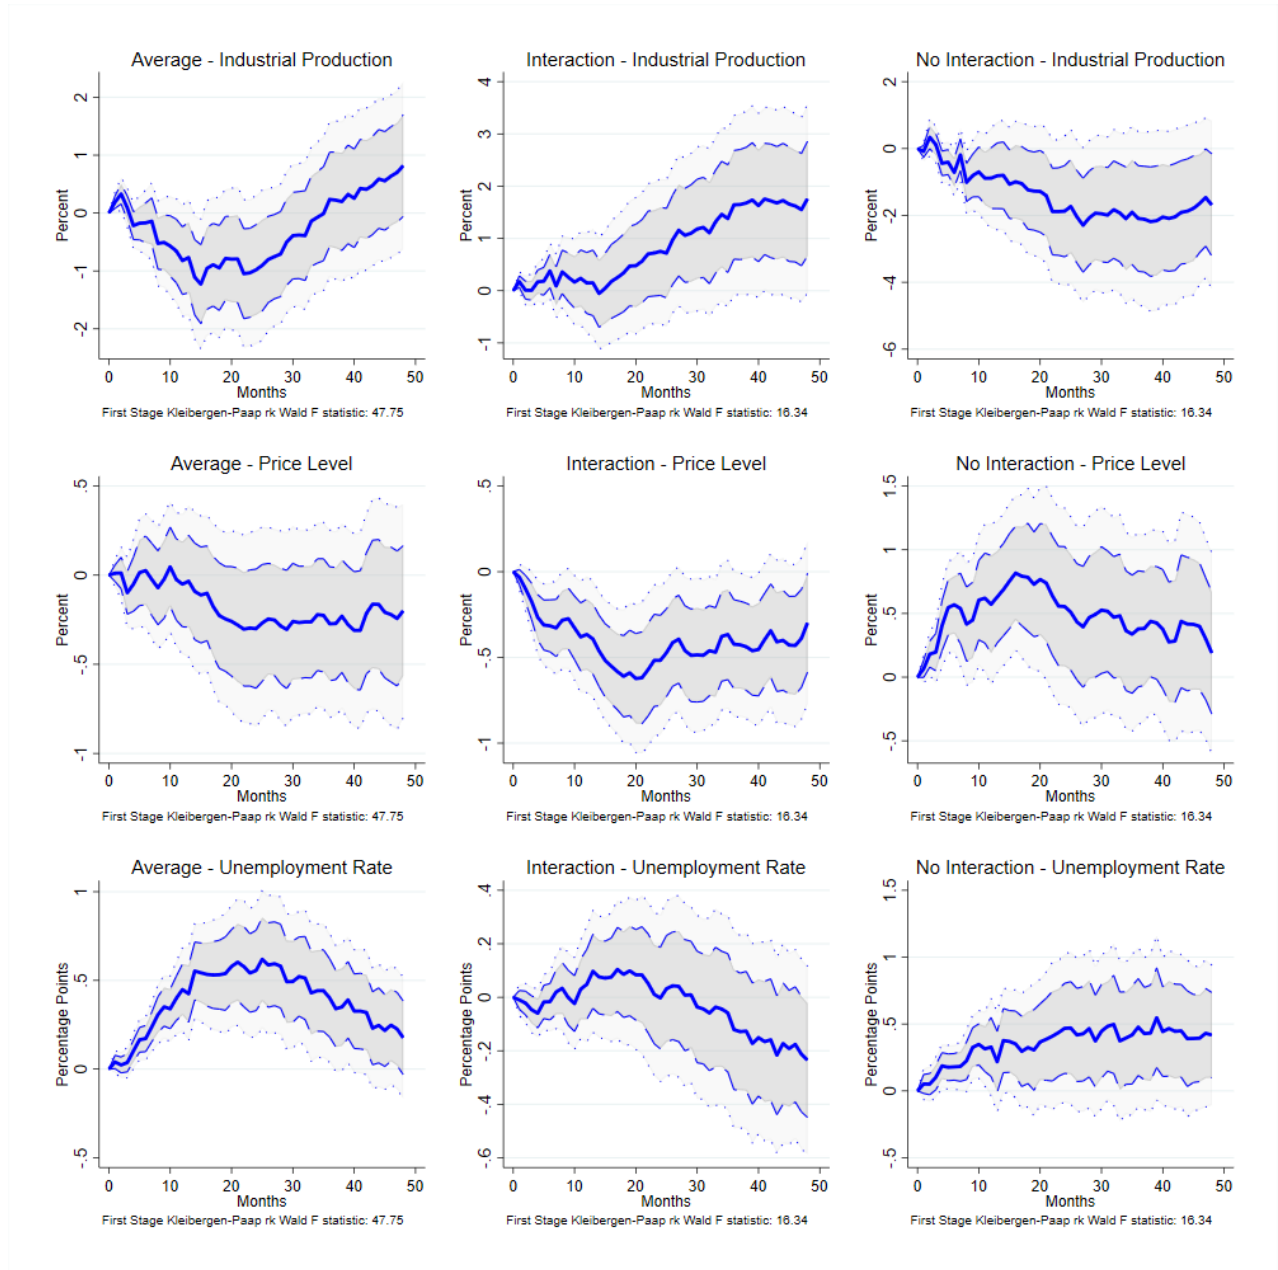 Average - Industrial Production
Percent
2
1
0
-1
-2
0 10 20 30 40 50
Months
First Stage Kleibergen-Paap rk Wald F statistic: 47.75
Interaction - Industrial Production
Percent
4
3
2
1
0
-1
0 10 20 30 40 50
Months
First Stage Kleibergen-Paap rk Wald F statistic: 16.34
No Interaction - Industrial Production
Percent
2
0
-2
-4
-6
0 10 20 30 40 50
Months
First Stage Kleibergen-Paap rk Wald F statistic: 16.34
Average - Price Level
Percent
.5
0
-.5
-1
0 10 20 30 40 50
Months
First Stage Kleibergen-Paap rk Wald F statistic: 47.75
Interaction - Price Level
Percent
.5
0
-.5
-1
0 10 20 30 40 50
Months
First Stage Kleibergen-Paap rk Wald F statistic: 16.34
No Interaction - Price Level
Percent
1.5
1
.5
0
-.5
0 10 20 30 40 50
Months
First Stage Kleibergen-Paap rk Wald F statistic: 16.34
Average - Unemployment Rate
Percentage Points
1
.5
0
-.5
0 10 20 30 40 50
Months
First Stage Kleibergen-Paap rk Wald F statistic: 47.75
Interaction - Unemployment Rate
Percentage Points
.4
.2
0
-.2
-.4
-.6
0 10 20 30 40 50
Months
First Stage Kleibergen-Paap rk Wald F statistic: 16.34
No Interaction - Unemployment Rate
Percentage Points
1.5
1
.5
0
-.5
0 10 20 30 40 50
Months
First Stage Kleibergen-Paap rk Wald F statistic: 16.34